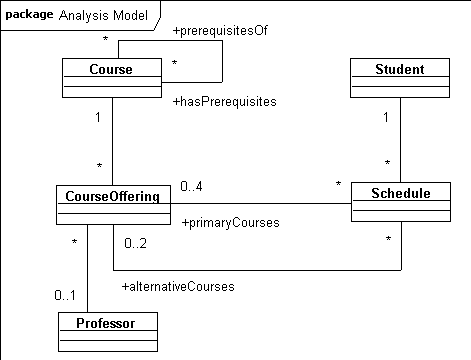 package Analysis Model
+prerequisitesOf
*
*
Course
Student
+hasPrerequisites
1
1
*
*
0..4
*
CourseOffering
Schedule
+primaryCourses
*
0..2
*
+alternativeCourses
0..1
Professor